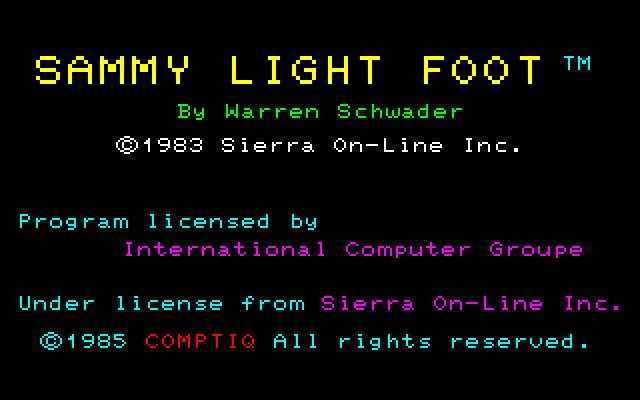 SAMMY LIGHT FOOT ™
By Warren Schwader
©1983 Sierra On-Line Inc.
Program licensed by
International Computer Groupe
Under license from Sierra On-Line Inc.
©1985 COMPTIQ All rights reserved.